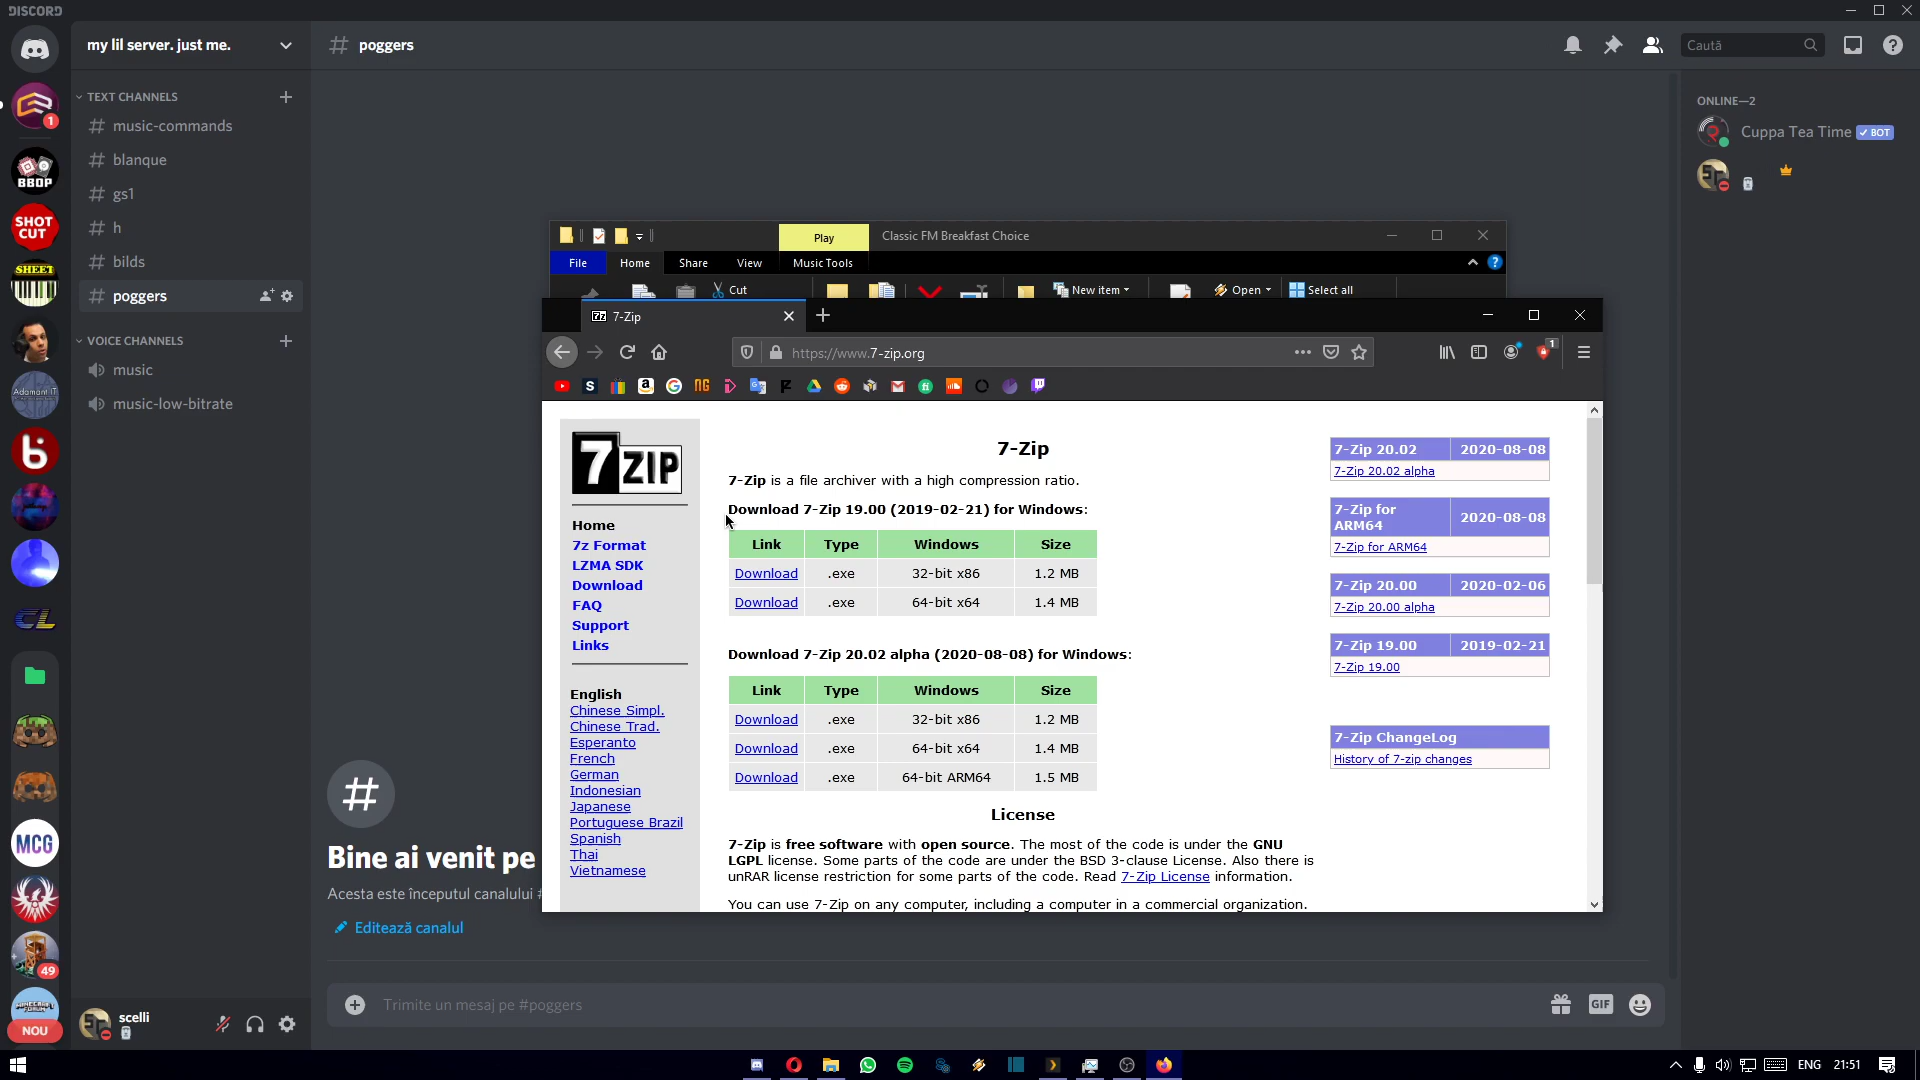 DISCORD
my lil server. just me.
poggers
Caută
TEXT CHANNELS
music-commands
blanque
gs1
h
bilds
poggers
VOICE CHANNELS
music
music-low-bitrate
1
BBDP
SHOT
CUT
SHEET
Adamant IT
CL
MCG
49
MINECRAFT
FORUM
NOU
scelli
ONLINE—2
Cuppa Tea Time
BOT
Play
Classic FM Breakfast Choice
File
Home
Share
View
Music Tools
Cut
New item
Open
Select all
7-Zip
https://www.7-zip.org
1
7ZIP
Home
7z Format
LZMA SDK
Download
FAQ
Support
Links
English
Chinese Simpl.
Chinese Trad.
Esperanto
French
German
Indonesian
Japanese
Portuguese Brazil
Spanish
Thai
Vietnamese
7-Zip
7-Zip is a file archiver with a high compression ratio.
Download 7-Zip 19.00 (2019-02-21) for Windows:
Link Type Windows Size
Download .exe 32-bit x86 1.2 MB
Download .exe 64-bit x64 1.4 MB
Download 7-Zip 20.02 alpha (2020-08-08) for Windows:
Link Type Windows Size
Download .exe 32-bit x86 1.2 MB
Download .exe 64-bit x64 1.4 MB
Download .exe 64-bit ARM64 1.5 MB
License
7-Zip is free software with open source. The most of the code is under the GNU
LGPL license. Some parts of the code are under the BSD 3-clause License. Also there is
unRAR license restriction for some parts of the code. Read 7-Zip License information.
You can use 7-Zip on any computer, including a computer in a commercial organization.
7-Zip 20.02 2020-08-08
7-Zip 20.02 alpha
7-Zip for
ARM64 2020-08-08
7-Zip for ARM64
7-Zip 20.00 2020-02-06
7-Zip 20.00 alpha
7-Zip 19.00 2019-02-21
7-Zip 19.00
7-Zip ChangeLog
History of 7-zip changes
Bine ai venit pe
Acesta este începutul canalului #
Editează canalul
Trimite un mesaj pe #poggers
GIF
ENG
21:51